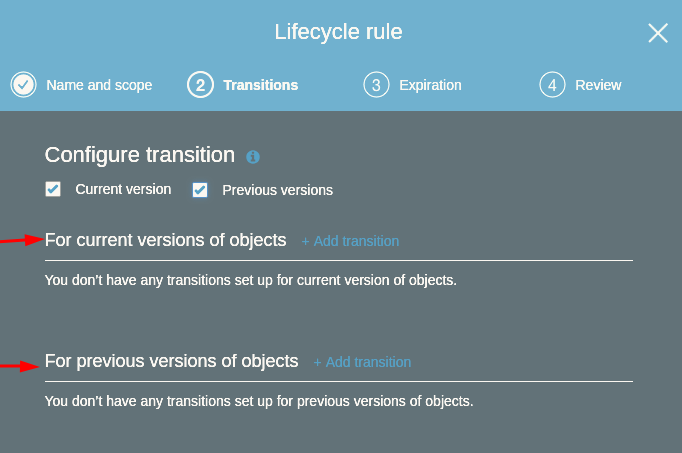 Lifecycle rule
Name and scope
2 Transitions
3 Expiration
4 Review
Configure transition
Current version
Previous versions
For current versions of objects + Add transition
You don't have any transitions set up for current version of objects.
For previous versions of objects + Add transition
You don't have any transitions set up for previous versions of objects.